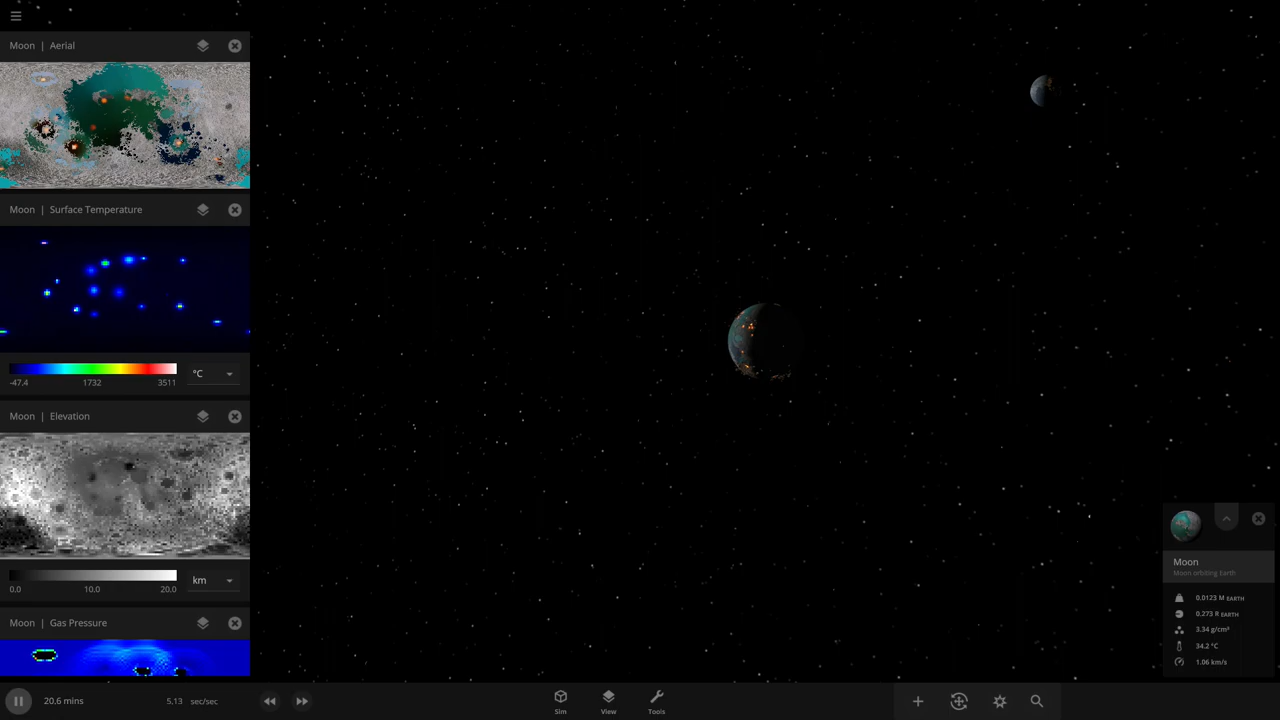 Moon | Aerial
Moon | Surface Temperature
-47.4 1732 3511
°C
Moon | Elevation
0.0 10.0 20.0
km
Moon | Gas Pressure
20.6 mins
5.13 sec/sec
Sim
View
Tools
Moon
Moon orbiting Earth
0.0123 M EARTH
0.273 R EARTH
3.34 g/cm³
34.2 °C
1.06 km/s